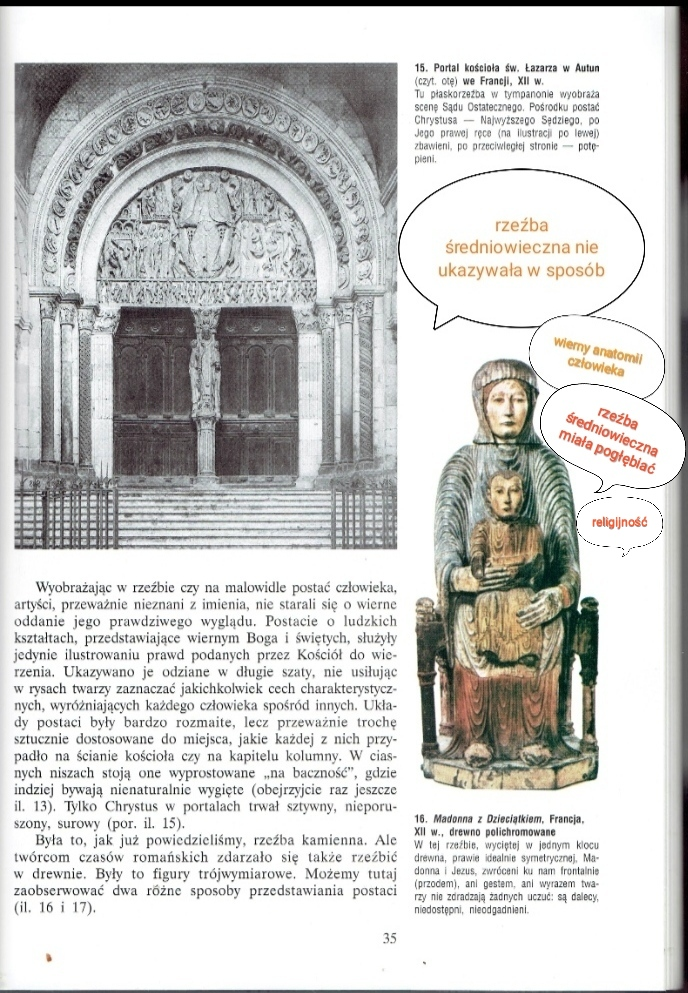 15. Portal kościoła św. Łazarza w Autun
(czyt. otę) we Francji, XII w.
Tu płaskorzeźba w tympanonie wyobraża
scenę Sądu Ostatecznego. Pośrodku postać
Chrystusa — Najwyższego Sędziego, po
Jego prawej ręce (na ilustracji po lewej)
zbawieni, po przeciwległej stronie — potę-
pieni.
rzeźba
średniowieczna nie
ukazywała w sposób
wierny anatomii
człowieka
rzeźba
średniowieczna
miała pogłębiać
religijność
Wyobrażając w rzeźbie czy na malowidle postać człowieka,
artyści, przeważnie nieznani z imienia, nie starali się o wierne
oddanie jego prawdziwego wyglądu. Postacie o ludzkich
kształtach, przedstawiające wiernym Boga i świętych, służyły
jedynie ilustrowaniu prawd podanych przez Kościół do wie-
rzenia. Ukazywano je odziane w długie szaty, nie usiłując
w rysach twarzy zaznaczać jakichkolwiek cech charakterystycz-
nych, wyróżniających każdego człowieka spośród innych. Ukła-
dy postaci były bardzo rozmaite, lecz przeważnie trochę
sztucznie dostosowane do miejsca, jakie każdej z nich przy-
padło na ścianie kościoła czy na kapitelu kolumny. W cias-
nych niszach stoją one wyprostowane „na baczność”, gdzie
indziej bywają nienaturalnie wygięte (obejrzyjcie raz jeszcze
il. 13). Tylko Chrystus w portalach trwał sztywny, nieporu-
szony, surowy (por. il. 15).
Była to, jak już powiedzieliśmy, rzeźba kamienna. Ale
twórcom czasów romańskich zdarzało się także rzeźbić
w drewnie. Były to figury trójwymiarowe. Możemy tutaj
zaobserwować dwa różne sposoby przedstawiania postaci
(il. 16 i 17).
16. Madonna z Dzieciątkiem, Francja,
XII w., drewno polichromowane
W tej rzeźbie, wyciętej w jednym klocu
drewna, prawie idealnie symetrycznej, Ma-
donna i Jezus, zwróceni ku nam frontalnie
(przodem), ani gestem, ani wyrazem twa-
rzy nie zdradzają żadnych uczuć: są dalecy,
niedostępni, nieodgadnieni.
35